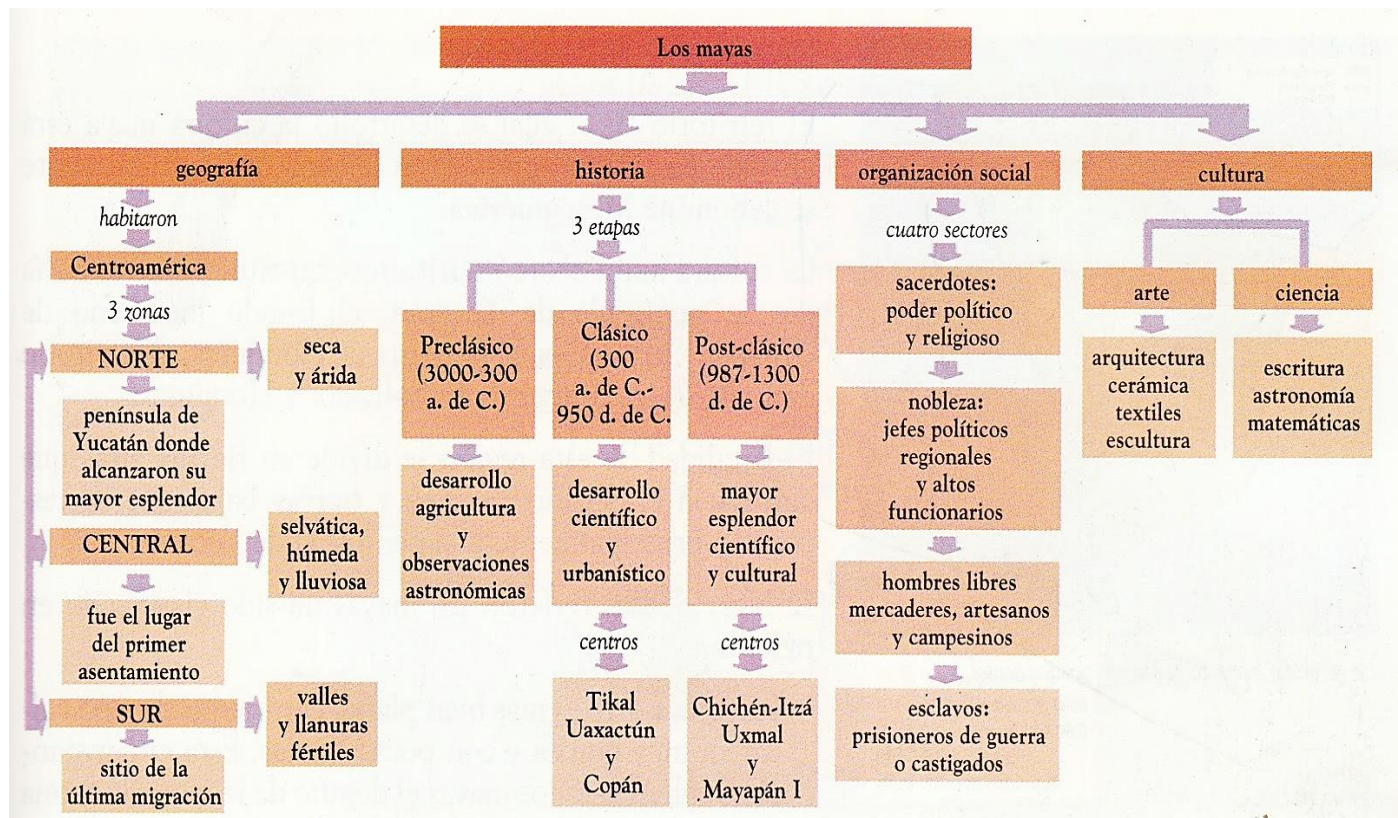 Los mayas
geografía
habitaron
Centroamérica
3 zonas
NORTE
seca
y árida
península de
Yucatán donde
alcanzaron su
mayor esplendor
CENTRAL
selvática,
húmeda
y lluviosa
fue el lugar
del primer
asentamiento
SUR
valles
y llanuras
fértiles
sitio de la
última migración
historia
3 etapas
Preclásico
(3000-300
a. de C.)
desarrollo
agricultura
y
observaciones
astronómicas
Clásico
(300
a. de C.-
950 d. de C.
desarrollo
científico
y
urbanístico
centros
Tikal
Uaxactún
y
Copán
Post-clásico
(987-1300
d. de C.)
mayor
esplendor
científico
y cultural
centros
Chichén-Itzá
Uxmal
y
Mayapán I
organización social
cuatro sectores
sacerdotes:
poder político
y religioso
nobleza:
jefes políticos
regionales
y altos
funcionarios
hombres libres
mercaderes, artesanos
y campesinos
esclavos:
prisioneros de guerra
o castigados
cultura
arte
arquitectura
cerámica
textiles
escultura
ciencia
escritura
astronomía
matemáticas